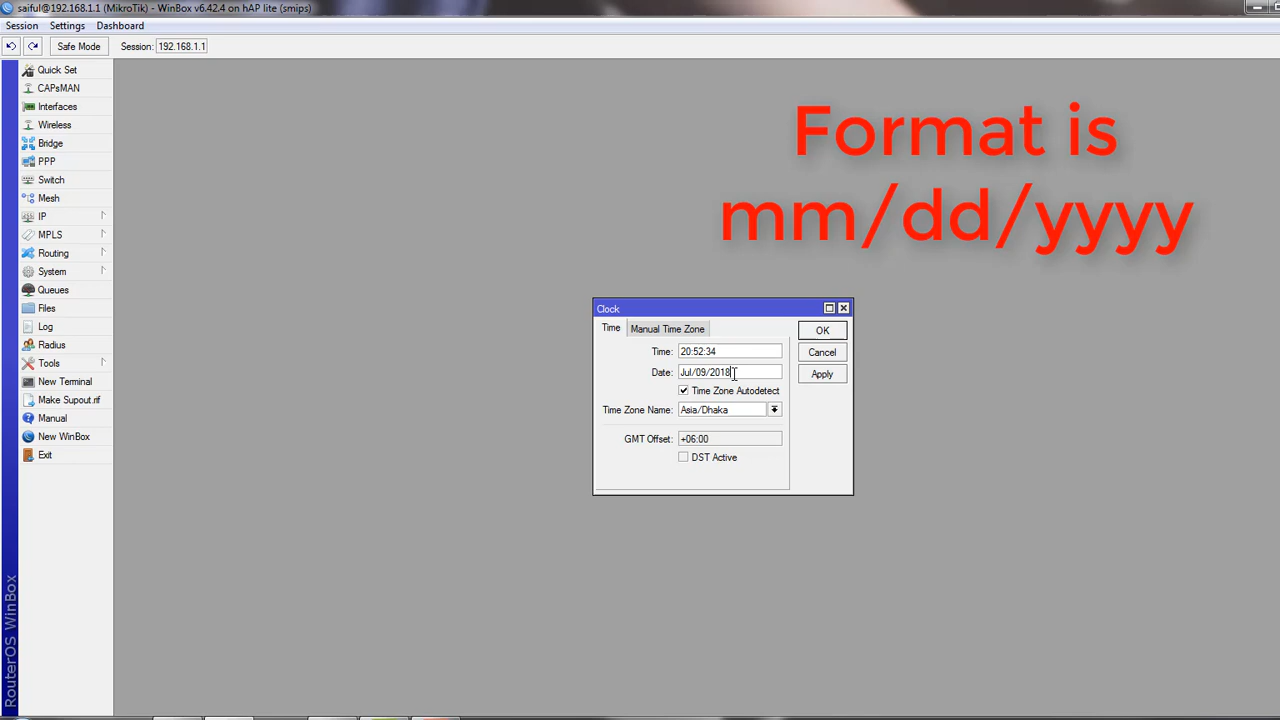 saiful@192.168.1.1 (MikroTik) - WinBox v6.42.4 on hAP lite (smips)
Session Settings Dashboard
Safe Mode Session: 192.168.1.1
Quick Set
CAPsMAN
Interfaces
Wireless
Bridge
PPP
Switch
Mesh
IP
MPLS
Routing
System
Queues
Files
Log
Radius
Tools
New Terminal
Make Supout.rif
Manual
New WinBox
Exit
RouterOS WinBox
Format is
mm/dd/yyyy
Clock
Time Manual Time Zone
Time: 20:52:34
Date: Jul/09/2018
Time Zone Autodetect
Time Zone Name: Asia/Dhaka
GMT Offset: +06:00
DST Active
OK
Cancel
Apply